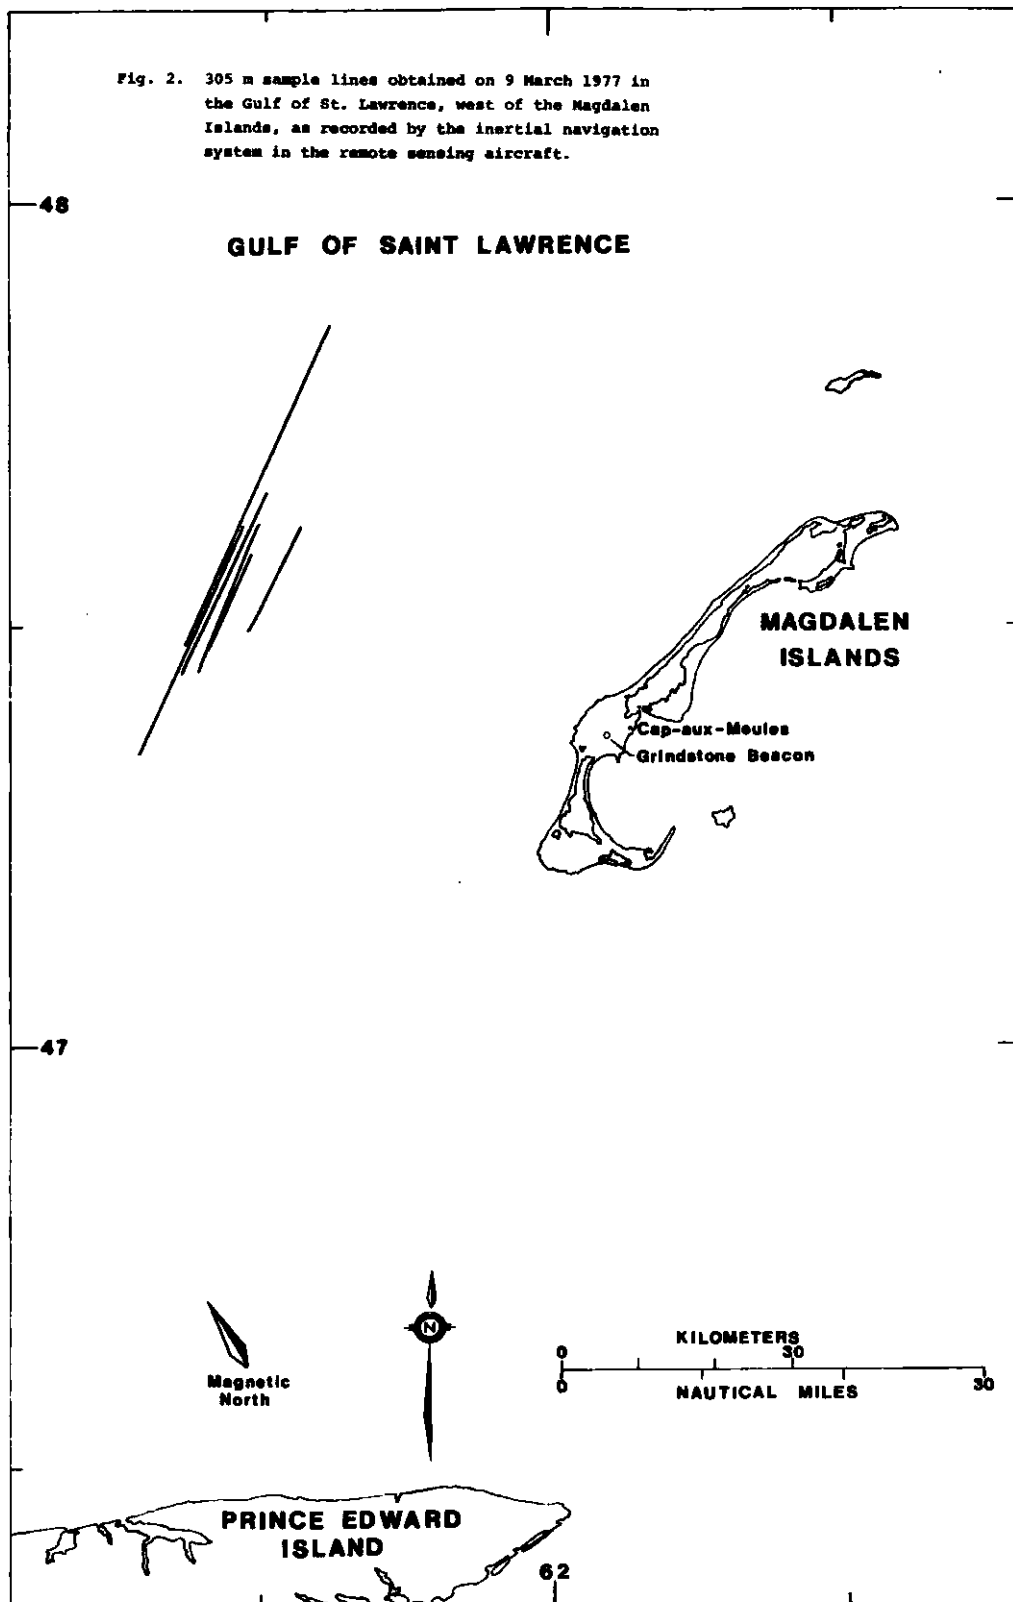 Fig. 2. 305 m sample lines obtained on 9 March 1977 in
the Gulf of St. Lawrence, west of the Magdalen
Islands, as recorded by the inertial navigation
system in the remote sensing aircraft.
48
GULF OF SAINT LAWRENCE
MAGDALEN
ISLANDS
Cap-aux-Meules
Grindstone Beacon
47
N
Magnetic
North
KILOMETERS
0 30
0 30
NAUTICAL MILES
PRINCE EDWARD
ISLAND
62